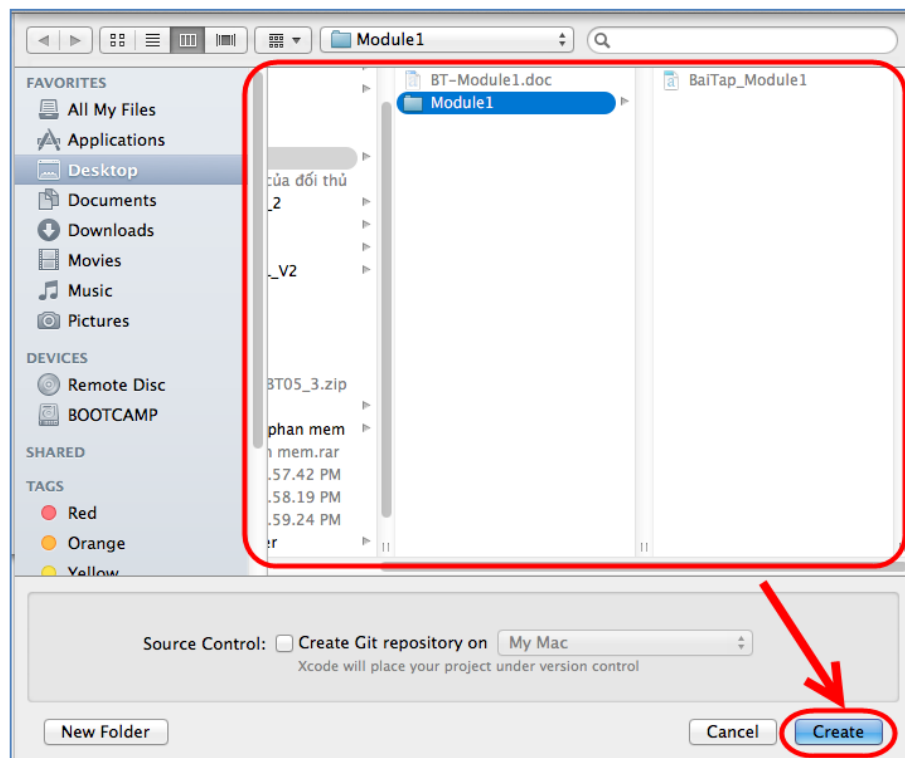 Module1
FAVORITES
All My Files
Applications
Desktop
Documents
Downloads
Movies
Music
Pictures
DEVICES
Remote Disc
BOOTCAMP
SHARED
TAGS
Red
Orange
Yellow
của đối thủ
_2
_V2
BT05_3.zip
phan mem
mem.rar
.57.42 PM
.58.19 PM
.59.24 PM
er
BT-Module1.doc
Module1
BaiTap_Module1
Source Control: Create Git repository on My Mac
Xcode will place your project under version control
New Folder Cancel Create